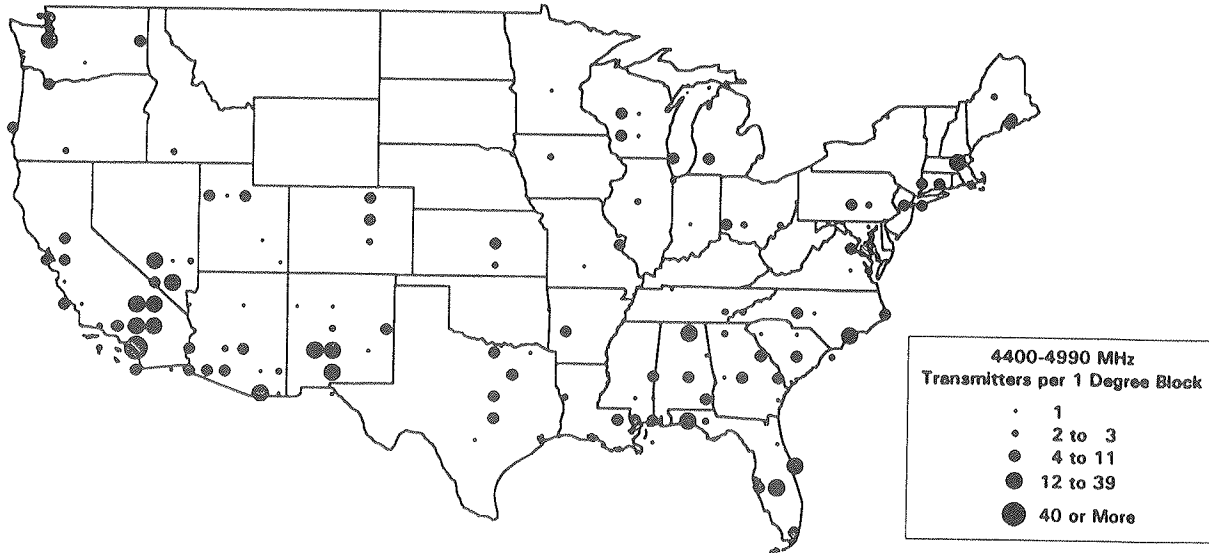 4400-4990 MHz
Transmitters per 1 Degree Block
1
2 to 3
4 to 11
12 to 39
40 or More